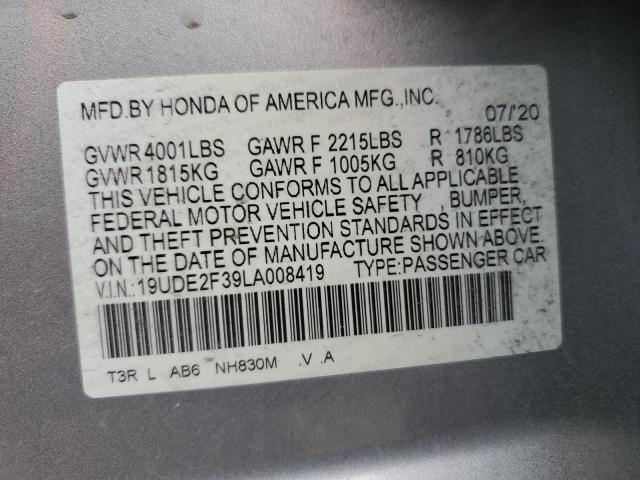 MFD.BY HONDA OF AMERICA MFG.,INC. 07/'20
GVWR 4001LBS GAWR F 2215LBS R 1786LBS
GVWR 1815KG GAWR F 1005KG R 810KG
THIS VEHICLE CONFORMS TO ALL APPLICABLE
FEDERAL MOTOR VEHICLE SAFETY , BUMPER,
AND THEFT PREVENTION STANDARDS IN EFFECT
ON THE DATE OF MANUFACTURE SHOWN ABOVE.
V.I.N.: 19UDE2F39LA008419 TYPE:PASSENGER CAR
T3R L AB6 NH830M .V .A